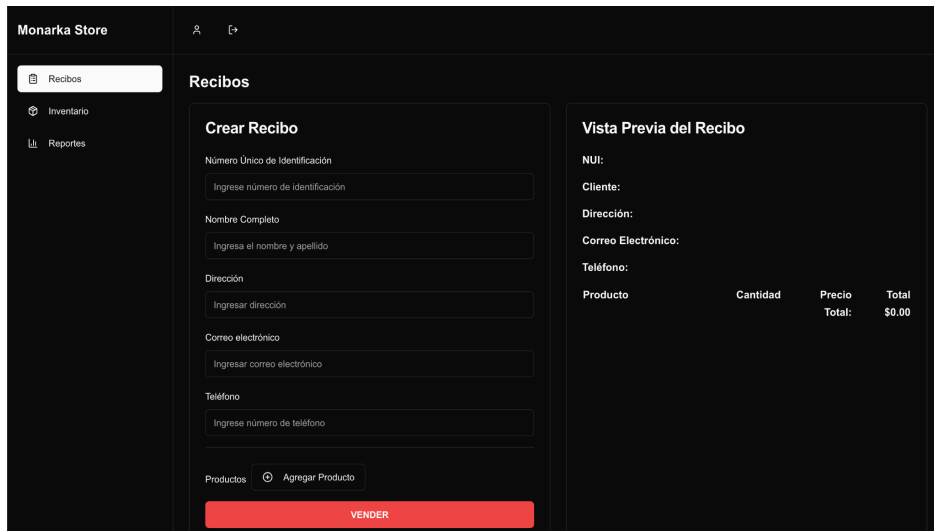 Monarka Store
Recibos
Inventario
Reportes
Recibos
Crear Recibo
Número Único de Identificación
Ingrese número de identificación
Nombre Completo
Ingresa el nombre y apellido
Dirección
Ingresar dirección
Correo electrónico
Ingresar correo electrónico
Teléfono
Ingrese número de teléfono
Productos Agregar Producto
VENDER
Vista Previa del Recibo
NUI:
Cliente:
Dirección:
Correo Electrónico:
Teléfono:
Producto Cantidad Precio Total
Total: $0.00